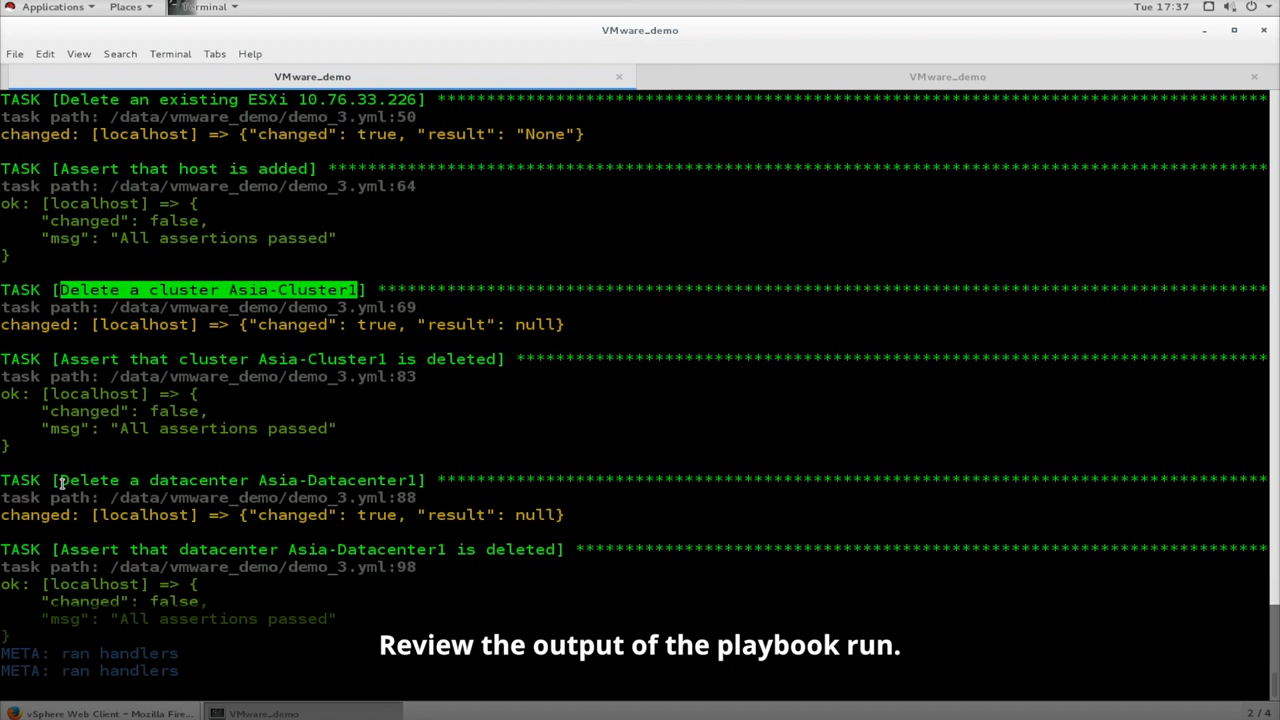 Applications Places Terminal Tue 17:37
VMware_demo
File Edit View Search Terminal Tabs Help
VMware_demo × VMware_demo ×
TASK [Delete an existing ESXi 10.76.33.226] ************************************************************************************
task path: /data/vmware_demo/demo_3.yml:50
changed: [localhost] => {"changed": true, "result": "None"}
TASK [Assert that host is added] ***********************************************************************************************
task path: /data/vmware_demo/demo_3.yml:64
ok: [localhost] => {
"changed": false,
"msg": "All assertions passed"
}
TASK [Delete a cluster Asia-Cluster1] ******************************************************************************************
task path: /data/vmware_demo/demo_3.yml:69
changed: [localhost] => {"changed": true, "result": null}
TASK [Assert that cluster Asia-Cluster1 is deleted] ****************************************************************************
task path: /data/vmware_demo/demo_3.yml:83
ok: [localhost] => {
"changed": false,
"msg": "All assertions passed"
}
TASK [Delete a datacenter Asia-Datacenter1] ************************************************************************************
task path: /data/vmware_demo/demo_3.yml:88
changed: [localhost] => {"changed": true, "result": null}
TASK [Assert that datacenter Asia-Datacenter1 is deleted] **********************************************************************
task path: /data/vmware_demo/demo_3.yml:98
ok: [localhost] => {
"changed": false,
"msg": "All assertions passed"
}
Review the output of the playbook run.
META: ran handlers
META: ran handlers
vSphere Web Client - Mozilla Fire... VMware_demo 2 / 4